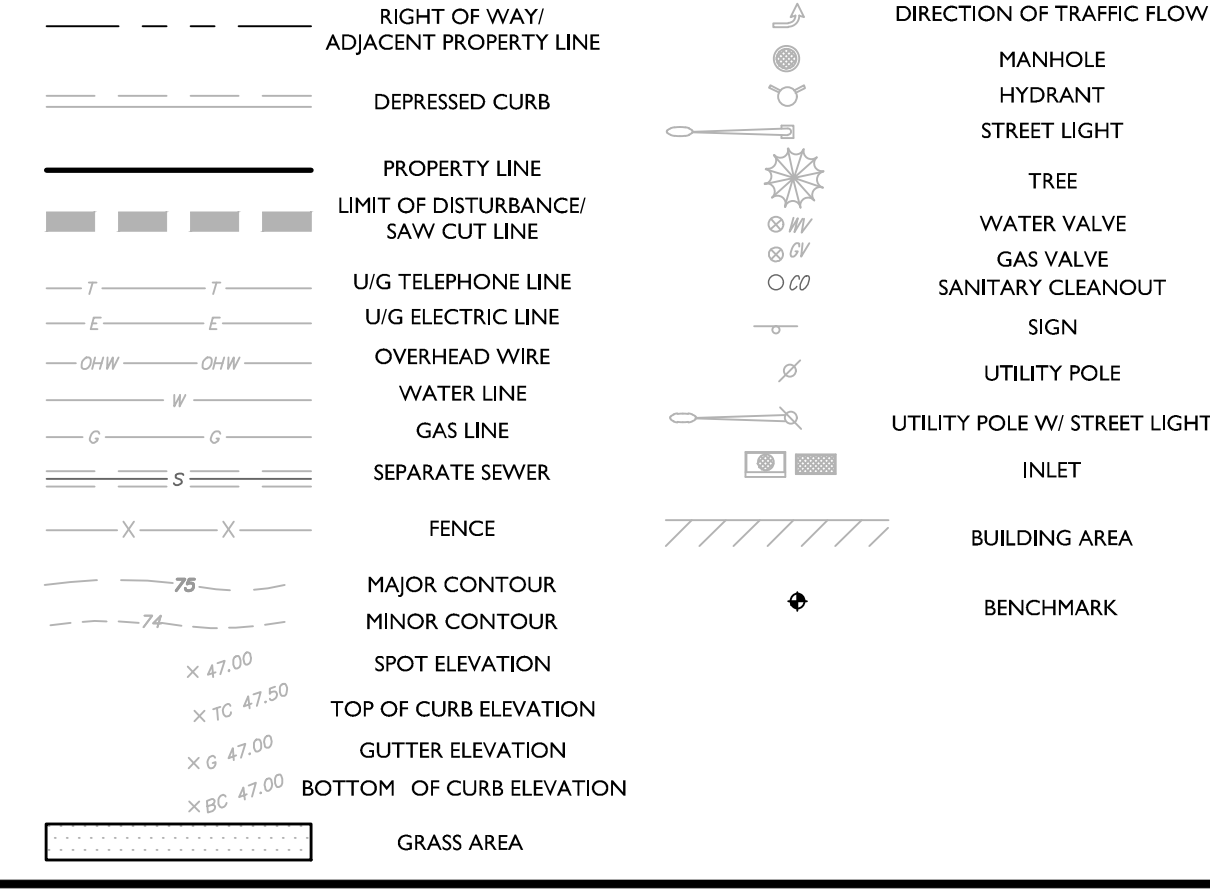 RIGHT OF WAY/
ADJACENT PROPERTY LINE
DEPRESSED CURB
PROPERTY LINE
LIMIT OF DISTURBANCE/
SAW CUT LINE
T T U/G TELEPHONE LINE
E E U/G ELECTRIC LINE
OHW OHW OVERHEAD WIRE
W WATER LINE
G G GAS LINE
S SEPARATE SEWER
X X FENCE
75 MAJOR CONTOUR
74 MINOR CONTOUR
× 47.00 SPOT ELEVATION
× TC 47.50 TOP OF CURB ELEVATION
× G 47.00 GUTTER ELEVATION
× BC 47.00 BOTTOM OF CURB ELEVATION
GRASS AREA
DIRECTION OF TRAFFIC FLOW
MANHOLE
HYDRANT
STREET LIGHT
TREE
WV WATER VALVE
GV GAS VALVE
CO SANITARY CLEANOUT
SIGN
UTILITY POLE
UTILITY POLE W/ STREET LIGHT
INLET
BUILDING AREA
BENCHMARK